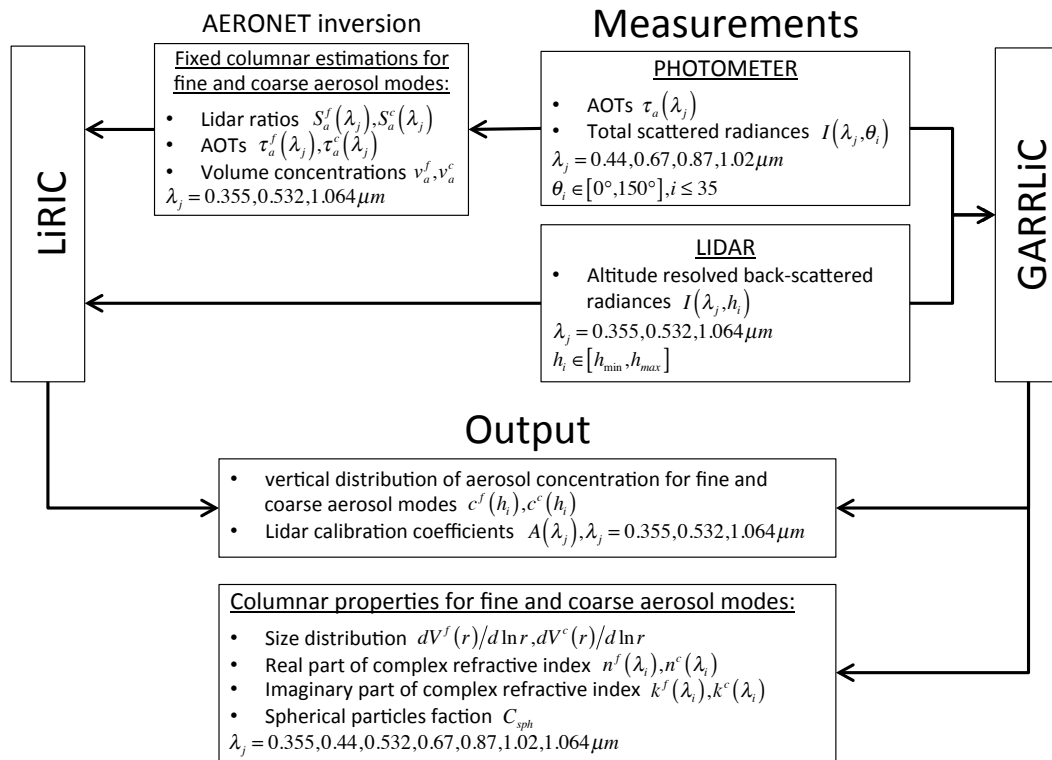 AERONET inversion
Measurements
LiRIC
Fixed columnar estimations for
fine and coarse aerosol modes:
• Lidar ratios S_a^f(λ_j),S_a^c(λ_j)
• AOTs τ_a^f(λ_j),τ_a^c(λ_j)
• Volume concentrations v_a^f,v_a^c
λ_j = 0.355,0.532,1.064 μm
PHOTOMETER
• AOTs τ_a(λ_j)
• Total scattered radiances I(λ_j,θ_i)
λ_j = 0.44,0.67,0.87,1.02 μm
θ_i ∈ [0°,150°],i ≤ 35
LIDAR
• Altitude resolved back-scattered
radiances I(λ_j,h_i)
λ_j = 0.355,0.532,1.064 μm
h_i ∈ [h_min,h_max]
GARRLiC
Output
• vertical distribution of aerosol concentration for fine and
coarse aerosol modes c^f(h_i),c^c(h_i)
• Lidar calibration coefficients A(λ_j),λ_j = 0.355,0.532,1.064 μm
Columnar properties for fine and coarse aerosol modes:
• Size distribution dV^f(r)/d ln r,dV^c(r)/d ln r
• Real part of complex refractive index n^f(λ_i),n^c(λ_i)
• Imaginary part of complex refractive index k^f(λ_i),k^c(λ_i)
• Spherical particles faction C_sph
λ_j = 0.355,0.44,0.532,0.67,0.87,1.02,1.064 μm